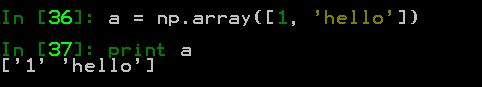 In [36]: a = np.array([1, 'hello'])
In [37]: print a
['1' 'hello']